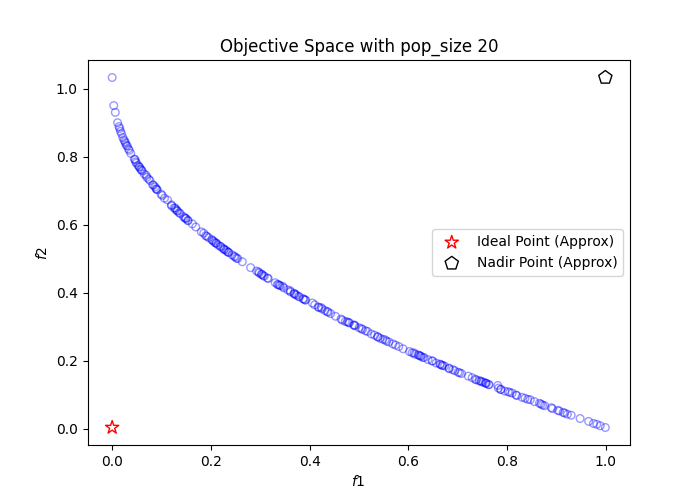 Objective Space with pop_size 20
1.0
0.8
0.6
0.4
0.2
0.0
f2
Ideal Point (Approx)
Nadir Point (Approx)
0.0 0.2 0.4 0.6 0.8 1.0
f1